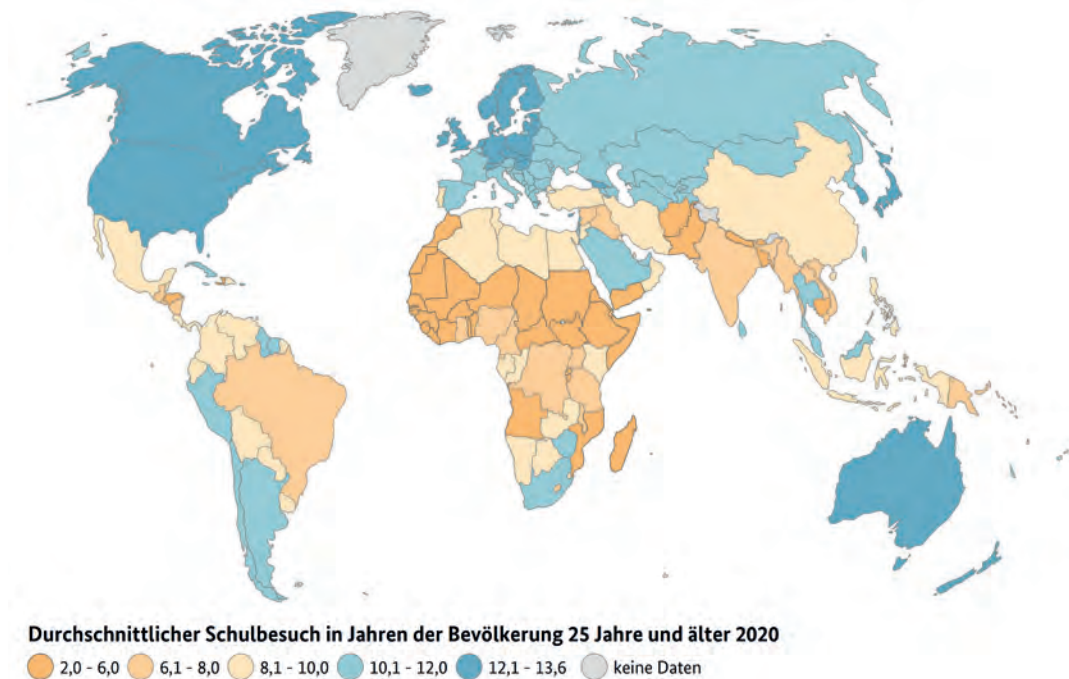 Durchschnittlicher Schulbesuch in Jahren der Bevölkerung 25 Jahre und älter 2020
2,0 - 6,0 6,1 - 8,0 8,1 - 10,0 10,1 - 12,0 12,1 - 13,6 keine Daten